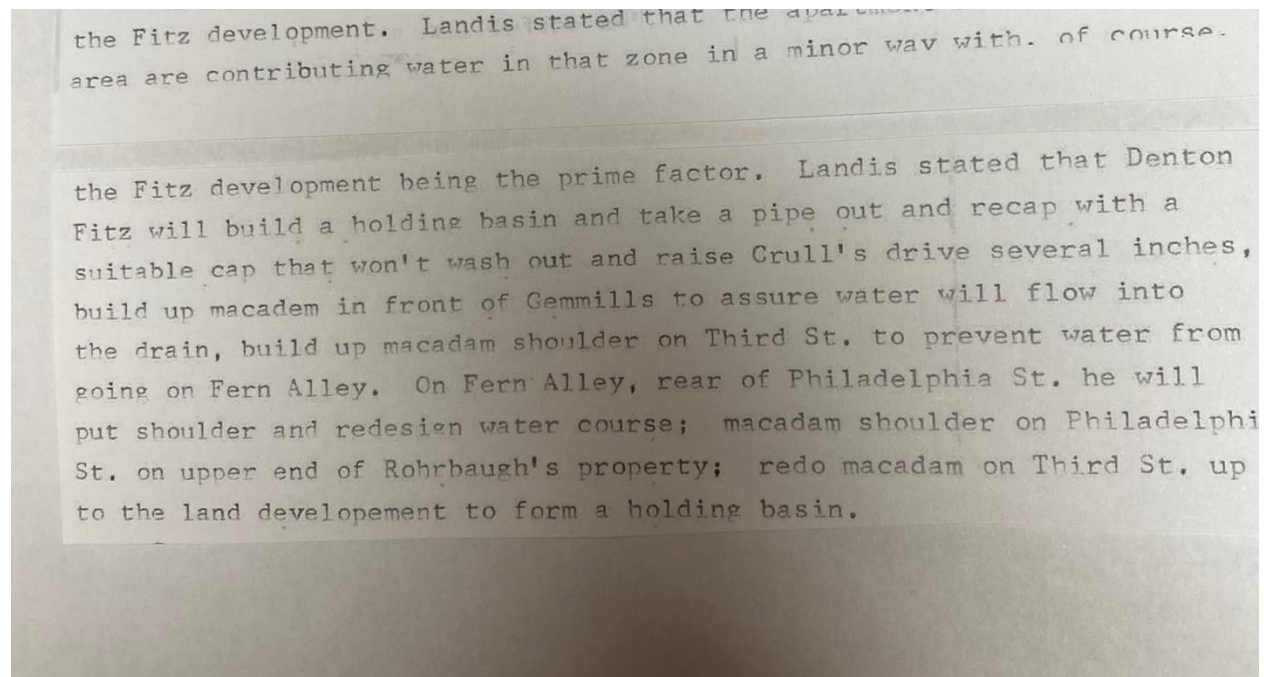 the Fitz development. Landis stated that the
area are contributing water in that zone in a minor way with, of course,
the Fitz development being the prime factor. Landis stated that Denton
Fitz will build a holding basin and take a pipe out and recap with a
suitable cap that won't wash out and raise Crull's drive several inches,
build up macadem in front of Gemmills to assure water will flow into
the drain, build up macadam shoulder on Third St. to prevent water from
going on Fern Alley. On Fern Alley, rear of Philadelphia St. he will
put shoulder and redesign water course; macadam shoulder on Philadelphi
St. on upper end of Rohrbaugh's property; redo macadam on Third St. up
to the land developement to form a holding basin.